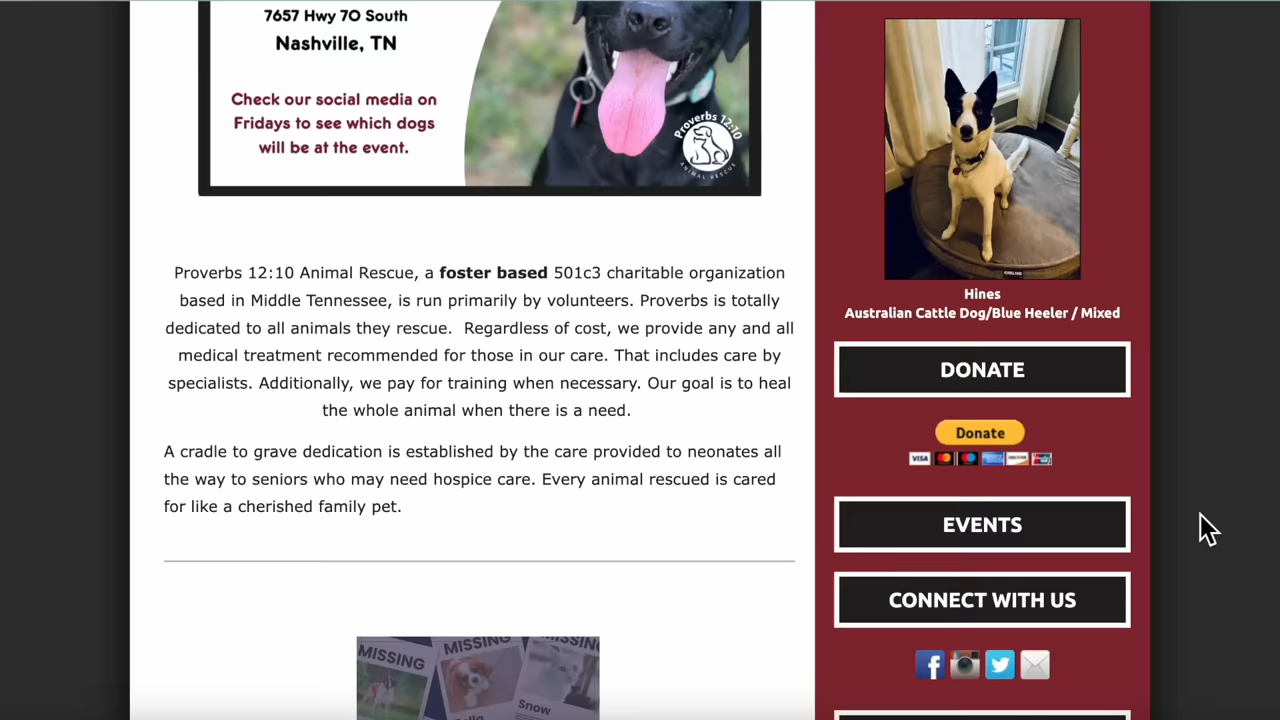 7657 Hwy 70 South
Nashville, TN
Check our social media on
Fridays to see which dogs
will be at the event.
Proverbs 12:10
ANIMAL RESCUE
Proverbs 12:10 Animal Rescue, a foster based 501c3 charitable organization
based in Middle Tennessee, is run primarily by volunteers. Proverbs is totally
dedicated to all animals they rescue.  Regardless of cost, we provide any and all
medical treatment recommended for those in our care. That includes care by
specialists. Additionally, we pay for training when necessary. Our goal is to heal
the whole animal when there is a need.
A cradle to grave dedication is established by the care provided to neonates all
the way to seniors who may need hospice care. Every animal rescued is cared
for like a cherished family pet.
MISSING
MISSING
MISSING
Bella
Snow
KIRKLAND
Hines
Australian Cattle Dog/Blue Heeler / Mixed
DONATE
Donate
VISA
EVENTS
CONNECT WITH US